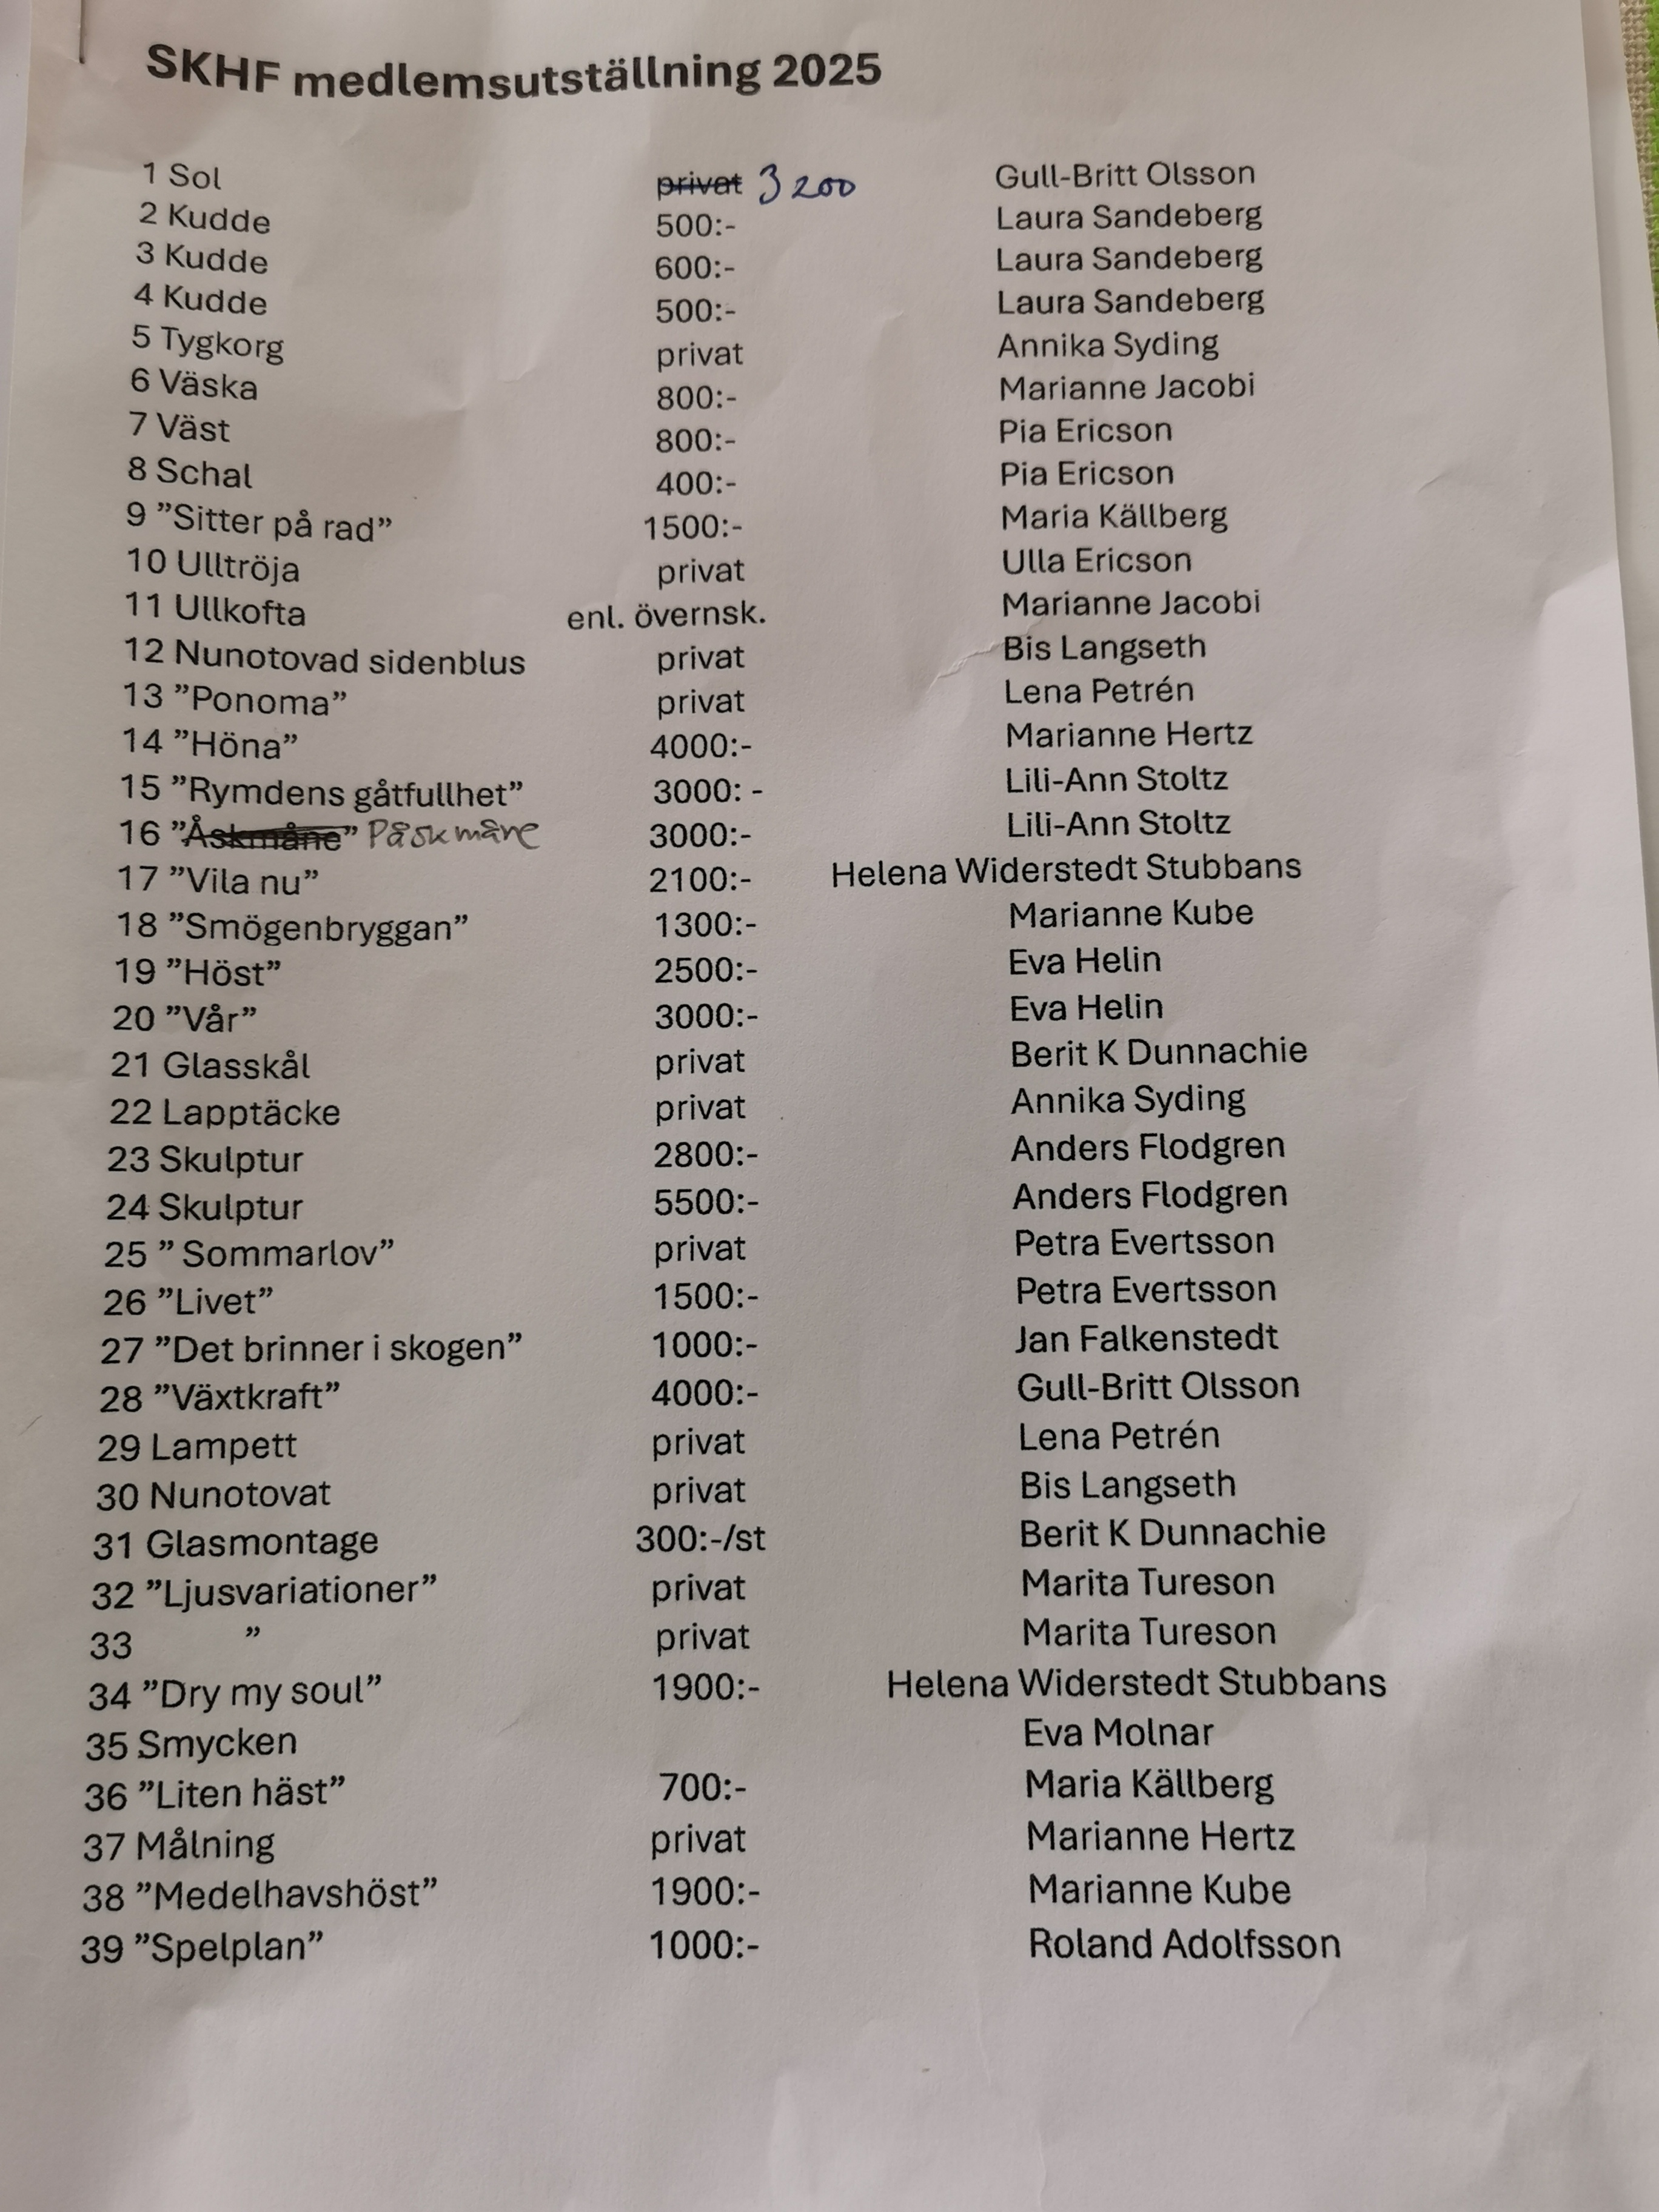 SKHF medlemsutställning 2025
1 Sol privat 3200 Gull-Britt Olsson
2 Kudde 500:- Laura Sandeberg
3 Kudde 600:- Laura Sandeberg
4 Kudde 500:- Laura Sandeberg
5 Tygkorg privat Annika Syding
6 Väska 800:- Marianne Jacobi
7 Väst 800:- Pia Ericson
8 Schal 400:- Pia Ericson
9 ”Sitter på rad” 1500:- Maria Källberg
10 Ulltröja privat Ulla Ericson
11 Ullkofta enl. övernsk. Marianne Jacobi
12 Nunotovad sidenblus privat Bis Langseth
13 ”Ponoma” privat Lena Petrén
14 ”Höna” 4000:- Marianne Hertz
15 ”Rymdens gåtfullhet” 3000: - Lili-Ann Stoltz
16 ”Åskmåne” Påskmåne 3000:- Lili-Ann Stoltz
17 ”Vila nu” 2100:- Helena Widerstedt Stubbans
18 ”Smögenbryggan” 1300:- Marianne Kube
19 ”Höst” 2500:- Eva Helin
20 ”Vår” 3000:- Eva Helin
21 Glasskål privat Berit K Dunnachie
22 Lapptäcke privat Annika Syding
23 Skulptur 2800:- Anders Flodgren
24 Skulptur 5500:- Anders Flodgren
25 ” Sommarlov” privat Petra Evertsson
26 ”Livet” 1500:- Petra Evertsson
27 ”Det brinner i skogen” 1000:- Jan Falkenstedt
28 ”Växtkraft” 4000:- Gull-Britt Olsson
29 Lampett privat Lena Petrén
30 Nunotovat privat Bis Langseth
31 Glasmontage 300:-/st Berit K Dunnachie
32 ”Ljusvariationer” privat Marita Tureson
33 ” privat Marita Tureson
34 ”Dry my soul” 1900:- Helena Widerstedt Stubbans
35 Smycken Eva Molnar
36 ”Liten häst” 700:- Maria Källberg
37 Målning privat Marianne Hertz
38 ”Medelhavshöst” 1900:- Marianne Kube
39 ”Spelplan” 1000:- Roland Adolfsson